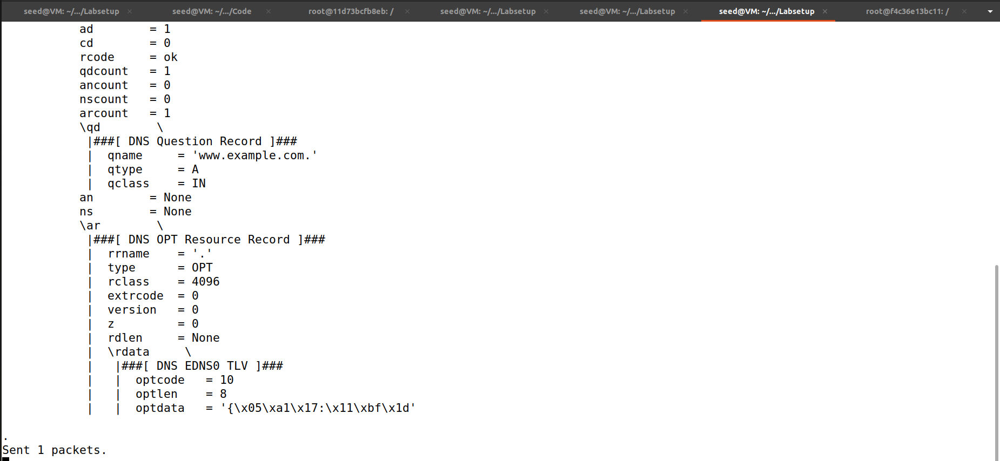 seed@VM: ~/.../Labsetup × seed@VM: ~/.../Code × root@11d73bcfb8eb: / × seed@VM: ~/.../Labsetup × seed@VM: ~/.../Labsetup × seed@VM: ~/.../Labsetup × root@f4c36e13bc11: / ×
           ad        = 1
           cd        = 0
           rcode     = ok
           qdcount   = 1
           ancount   = 0
           nscount   = 0
           arcount   = 1
           \qd        \
            |###[ DNS Question Record ]###
            |  qname     = 'www.example.com.'
            |  qtype     = A
            |  qclass    = IN
           an        = None
           ns        = None
           \ar        \
            |###[ DNS OPT Resource Record ]###
            |  rrname    = '.'
            |  type      = OPT
            |  rclass    = 4096
            |  extrcode  = 0
            |  version   = 0
            |  z         = 0
            |  rdlen     = None
            |  \rdata     \
            |   |###[ DNS EDNS0 TLV ]###
            |   |  optcode   = 10
            |   |  optlen    = 8
            |   |  optdata   = '{\x05\xa1\x17:\x11\xbf\x1d'
.
Sent 1 packets.